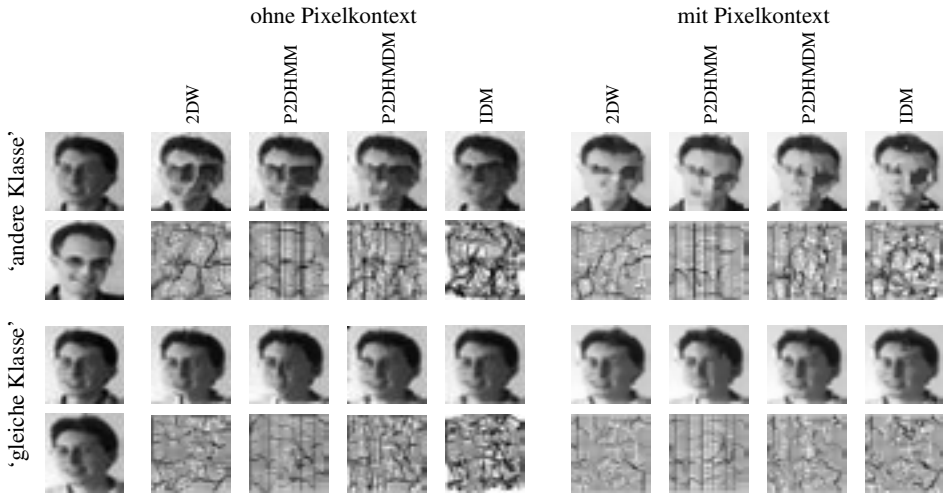 ohne Pixelkontext
mit Pixelkontext
2DW
P2DHMM
P2DHMDM
IDM
2DW
P2DHMM
P2DHMDM
IDM
‘andere Klasse’
‘gleiche Klasse’